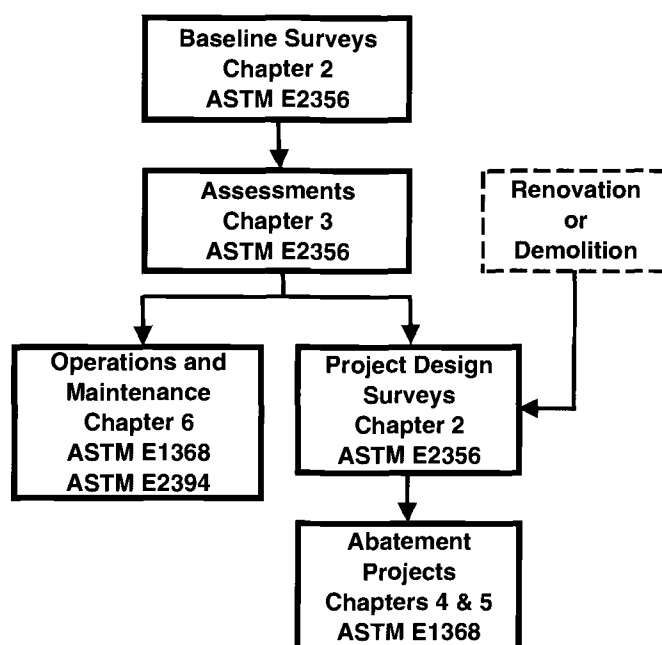 Baseline Surveys
Chapter 2
ASTM E2356
Assessments
Chapter 3
ASTM E2356
Renovation
or
Demolition
Operations and
Maintenance
Chapter 6
ASTM E1368
ASTM E2394
Project Design
Surveys
Chapter 2
ASTM E2356
Abatement
Projects
Chapters 4 & 5
ASTM E1368